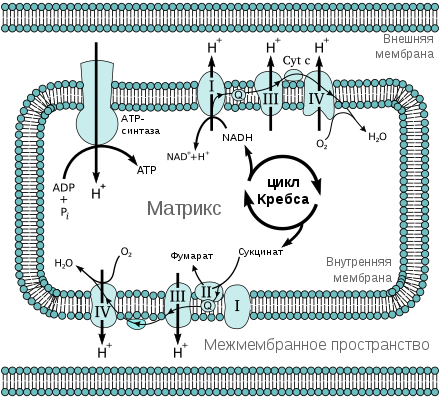 H⁺ H⁺ H⁺
Внешняя
мембрана
Cyt c
I Q III IV
АТР-
синтаза
NADH
NAD⁺+H⁺
O₂ H₂O
ADP
+
Pᵢ
ATP
H⁺
цикл
Кребса
Матрикс
H₂O O₂
Фумарат Сукцинат
Внутренняя
мембрана
IV III II Q I
Межмембранное пространство
H⁺ H⁺